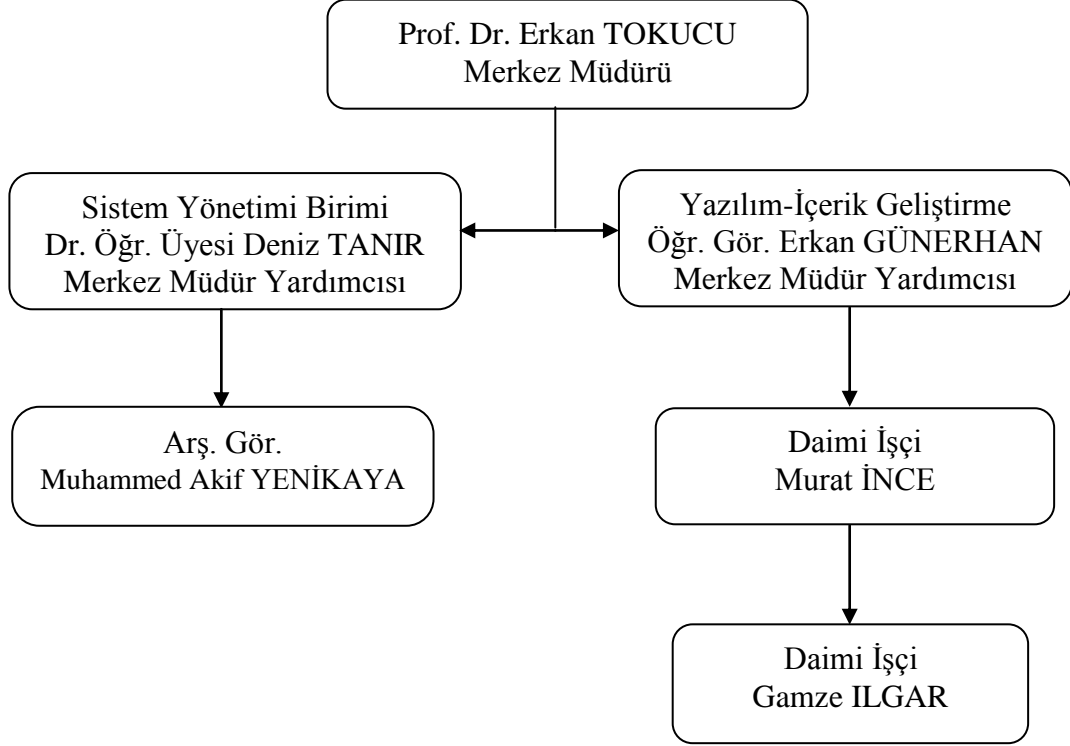 Prof. Dr. Erkan TOKUCU
Merkez Müdürü
Sistem Yönetimi Birimi
Dr. Öğr. Üyesi Deniz TANIR
Merkez Müdür Yardımcısı
Yazılım-İçerik Geliştirme
Öğr. Gör. Erkan GÜNERHAN
Merkez Müdür Yardımcısı
Arş. Gör.
Muhammed Akif YENİKAYA
Daimi İşçi
Murat İNCE
Daimi İşçi
Gamze ILGAR